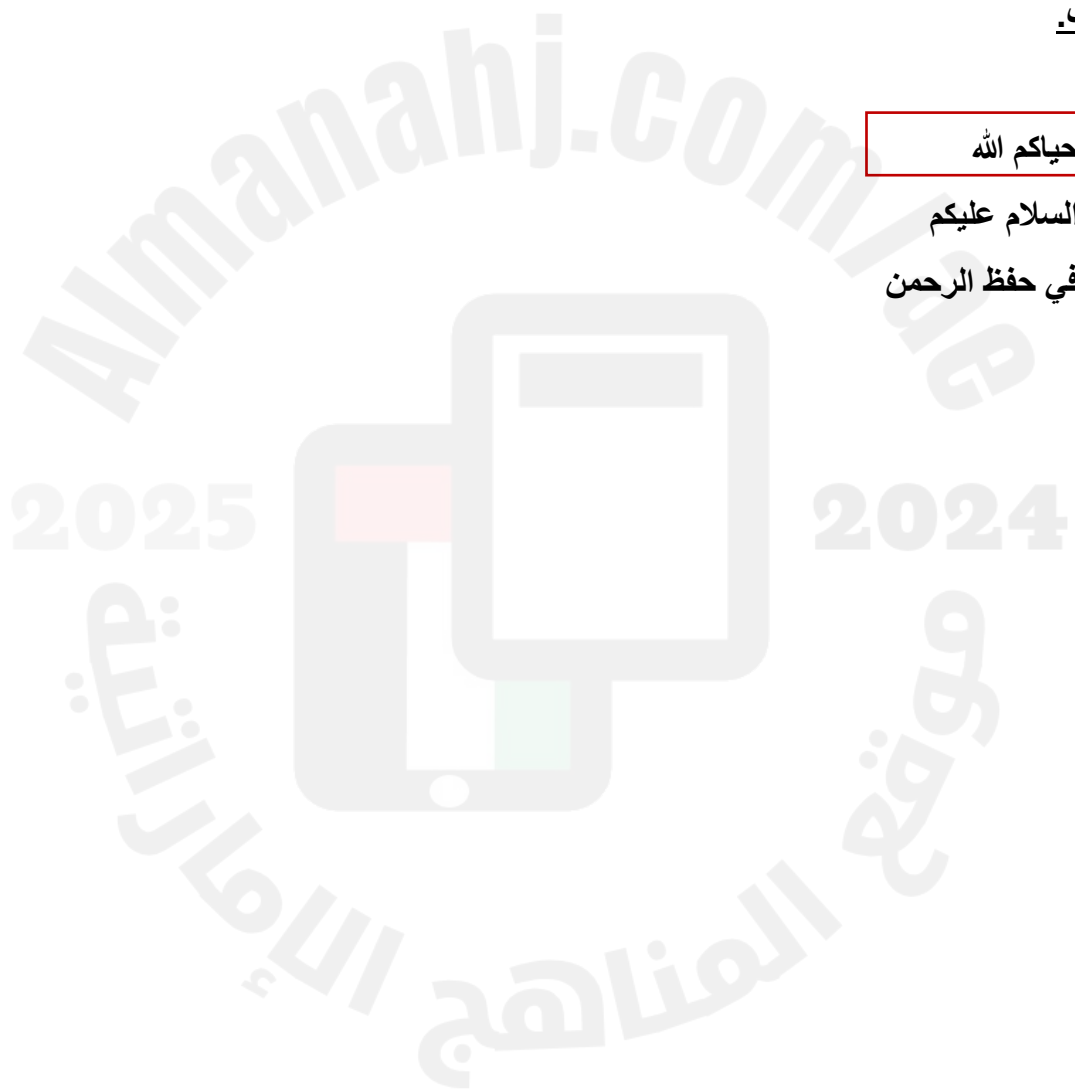 حياكم الله
السلام عليكم
في حفظ الرحمن
Almanahj.com/ae
2025 2024
موقع المناهج الإماراتية